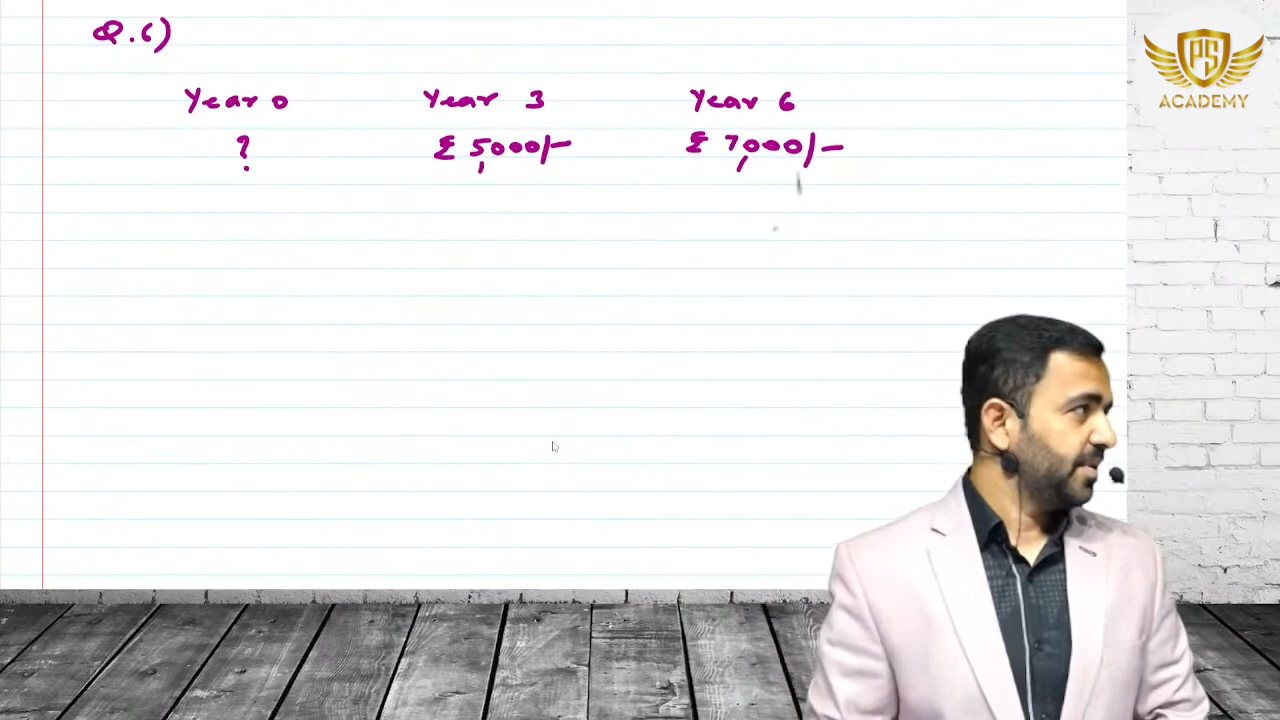 Q.6)
Year 0 Year 3 Year 6
? ₹ 5,000/- ₹ 7,000/-
PS
ACADEMY